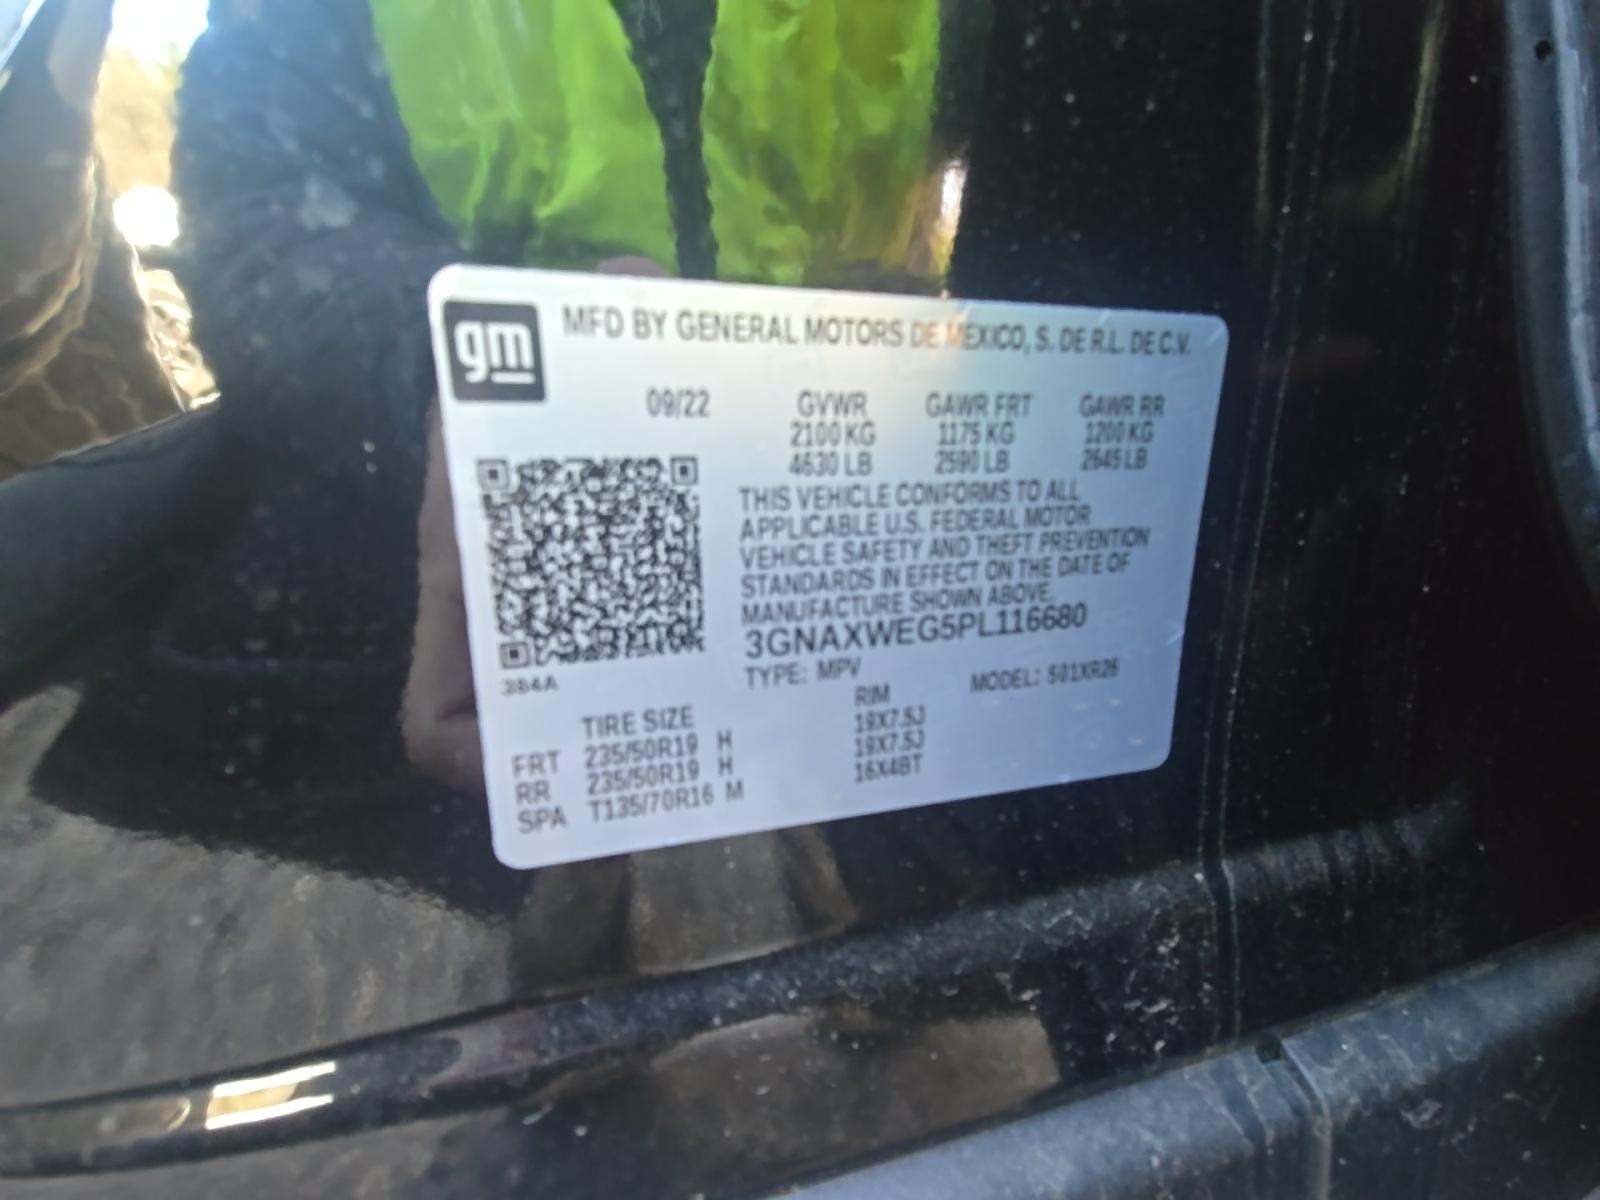 gm
MFD BY GENERAL MOTORS DE MEXICO, S. DE R.L. DE C.V.
09/22 GVWR GAWR FRT GAWR RR
2100 KG 1175 KG 1200 KG
4630 LB 2590 LB 2645 LB
THIS VEHICLE CONFORMS TO ALL
APPLICABLE U.S. FEDERAL MOTOR
VEHICLE SAFETY AND THEFT PREVENTION
STANDARDS IN EFFECT ON THE DATE OF
MANUFACTURE SHOWN ABOVE.
3GNAXWEG5PL116680
384A
TYPE: MPV MODEL: 501XR26
TIRE SIZE RIM
FRT 235/50R19 H 19X7.5J
RR 235/50R19 H 19X7.5J
SPA T135/70R16 M 16X4BT